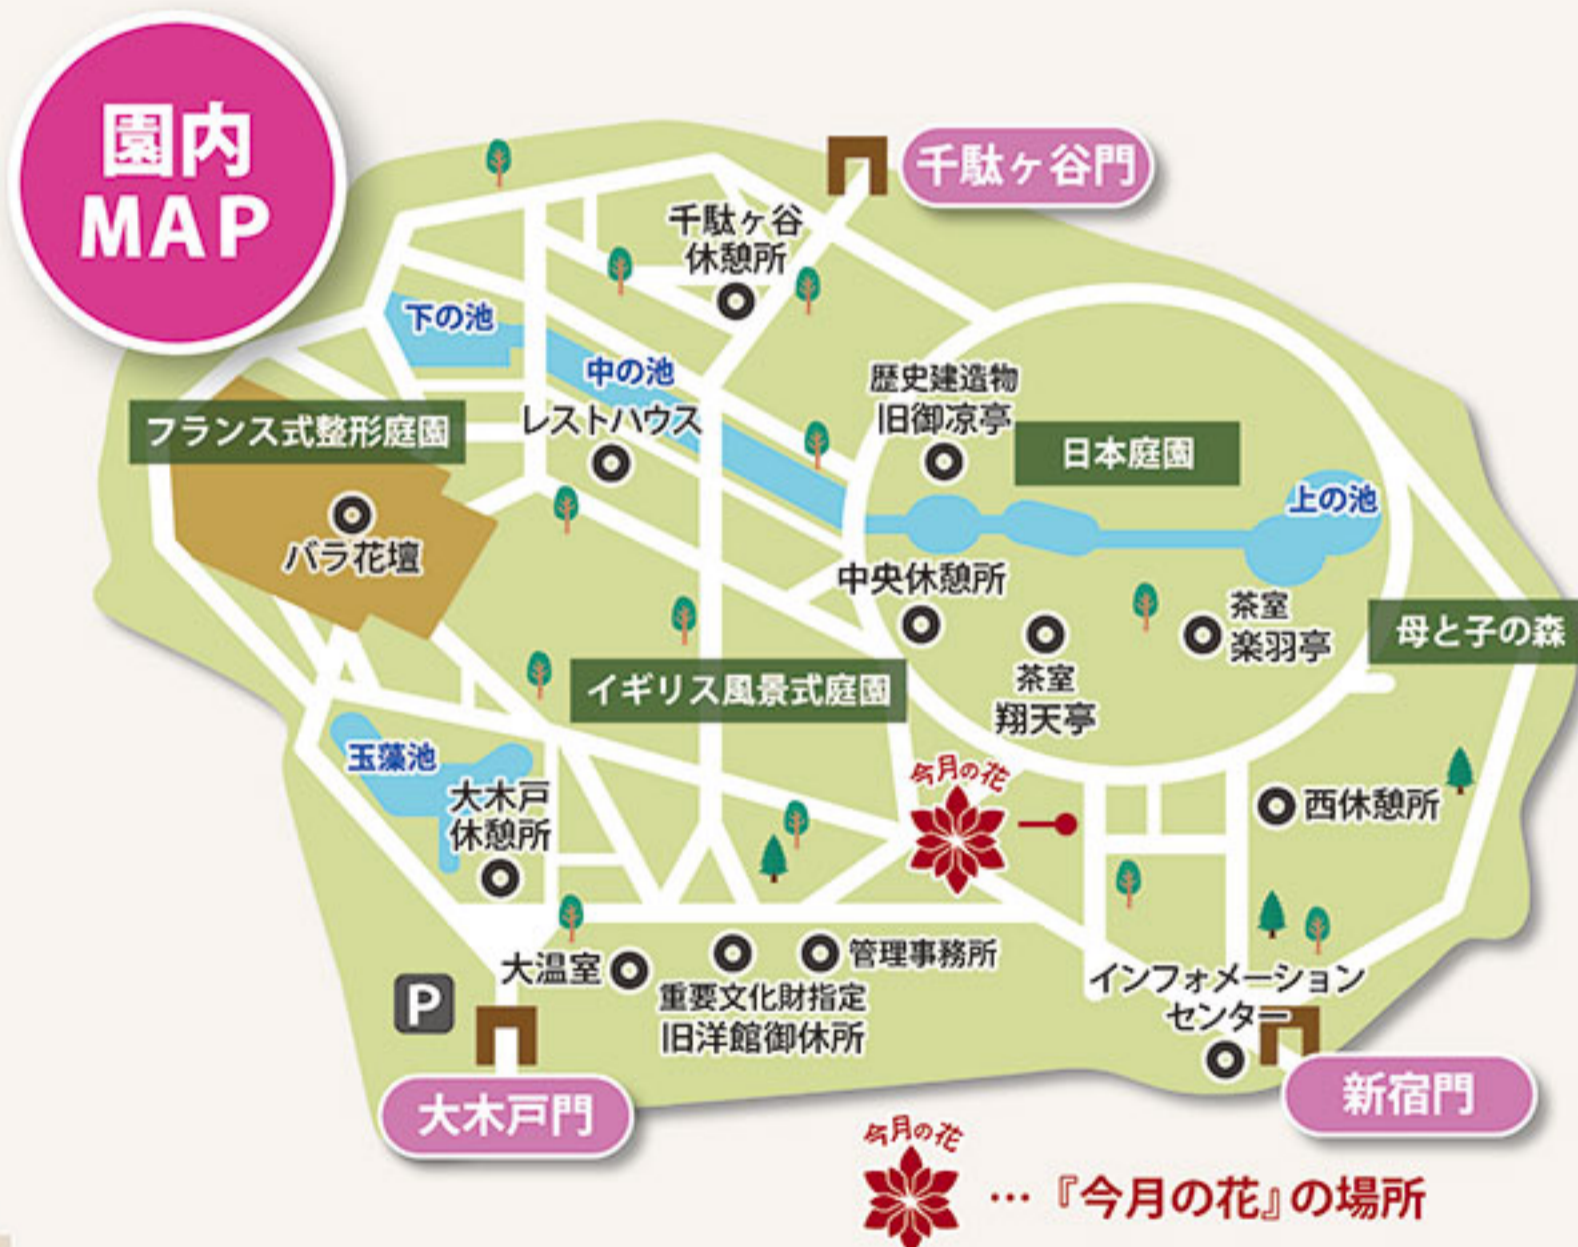 園内
MAP
千駄ヶ谷門
千駄ヶ谷
休憩所
下の池
中の池
レストハウス
歴史建造物
旧御凉亭
フランス式整形庭園
日本庭園
上の池
バラ花壇
中央休憩所
茶室
楽羽亭
母と子の森
イギリス風景式庭園
茶室
翔天亭
玉藻池
大木戸
休憩所
今月の花
西休憩所
大温室
管理事務所
重要文化財指定
旧洋館御休所
インフォメーション
センター
P
大木戸門
新宿門
今月の花
…『今月の花』の場所